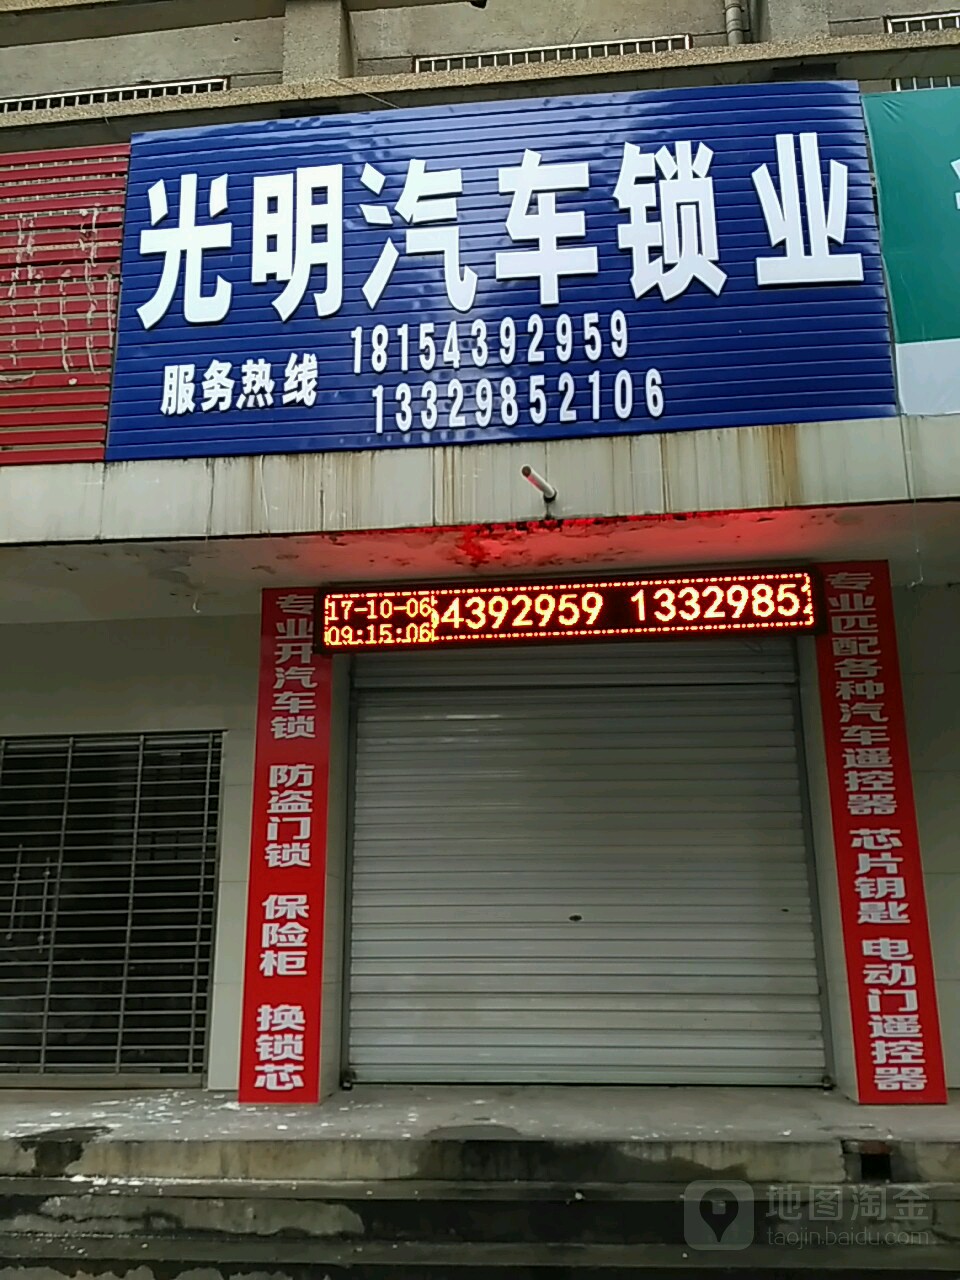 光明汽车锁业
服务热线
18154392959
13329852106
17-10-06
09:15:06
4392959 1332985
专业开汽车锁 防盗门锁 保险柜 换锁芯
专业匹配各种汽车遥控器 芯片钥匙 电动门遥控器
地图淘金
taojin.baidu.com